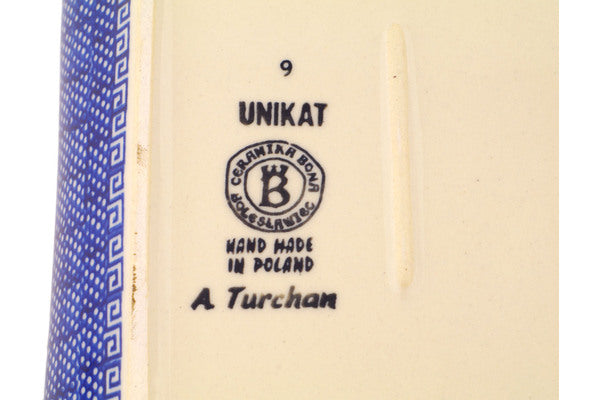 9
UNIKAT
CERAMIKA BONA
BOLESŁAWIEC
B
HAND MADE
IN POLAND
A. Turchan